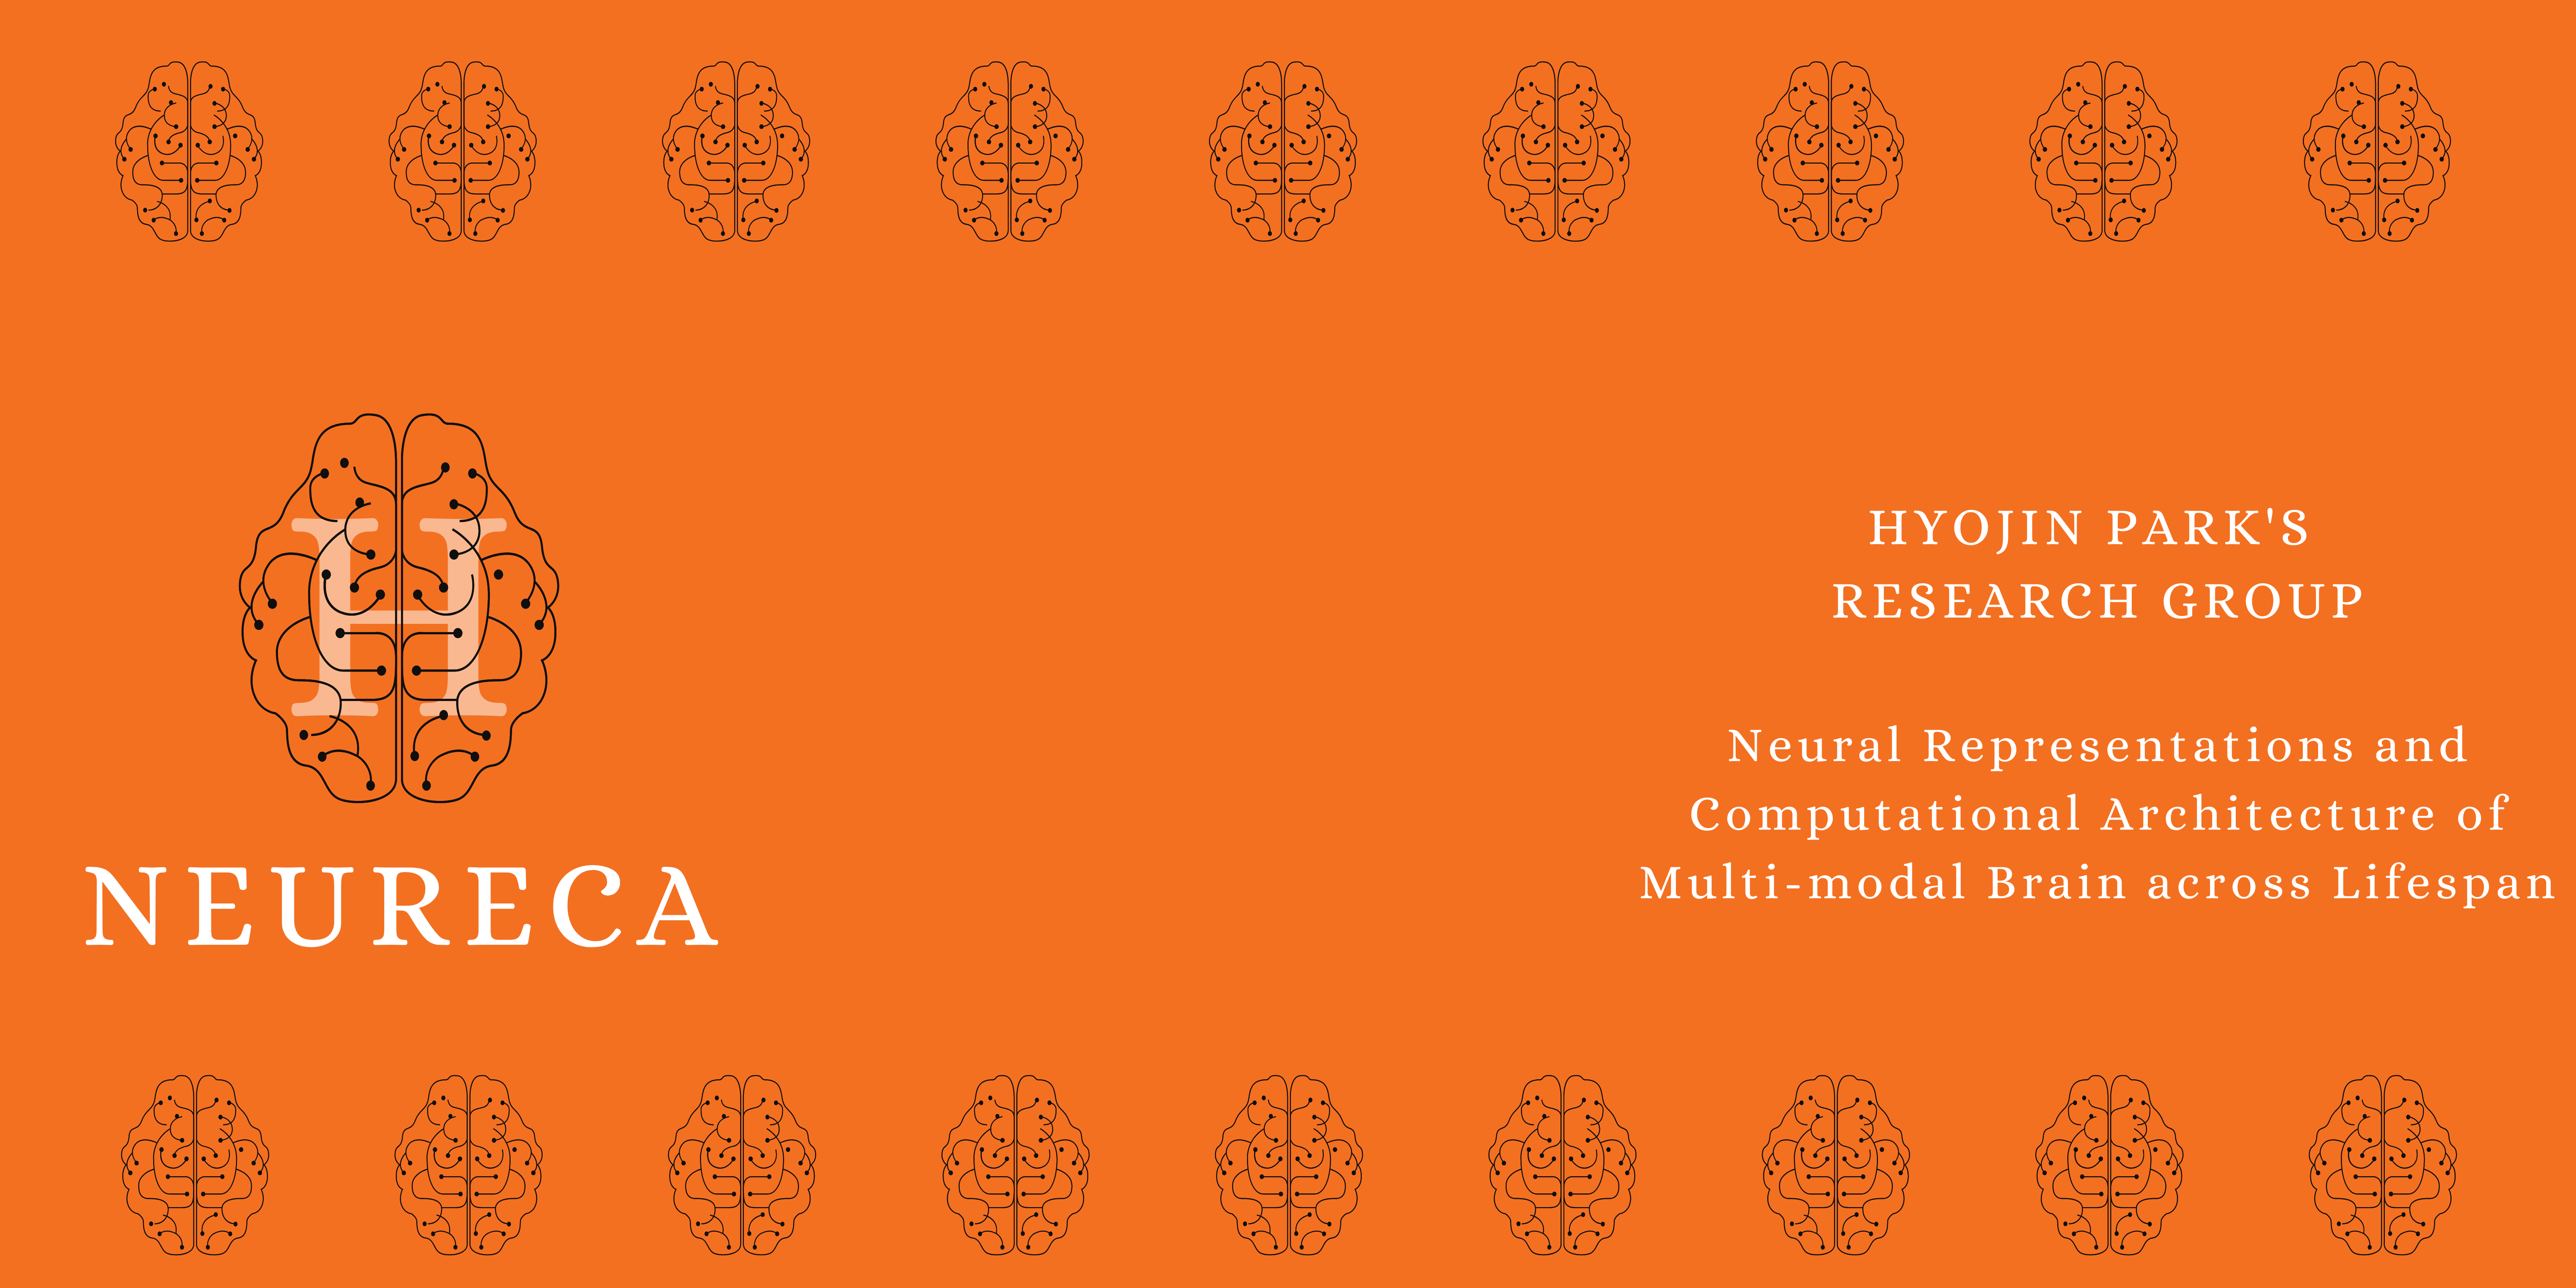 H
NEURECA
HYOJIN PARK'S
RESEARCH GROUP
Neural Representations and
Computational Architecture of
Multi-modal Brain across Lifespan